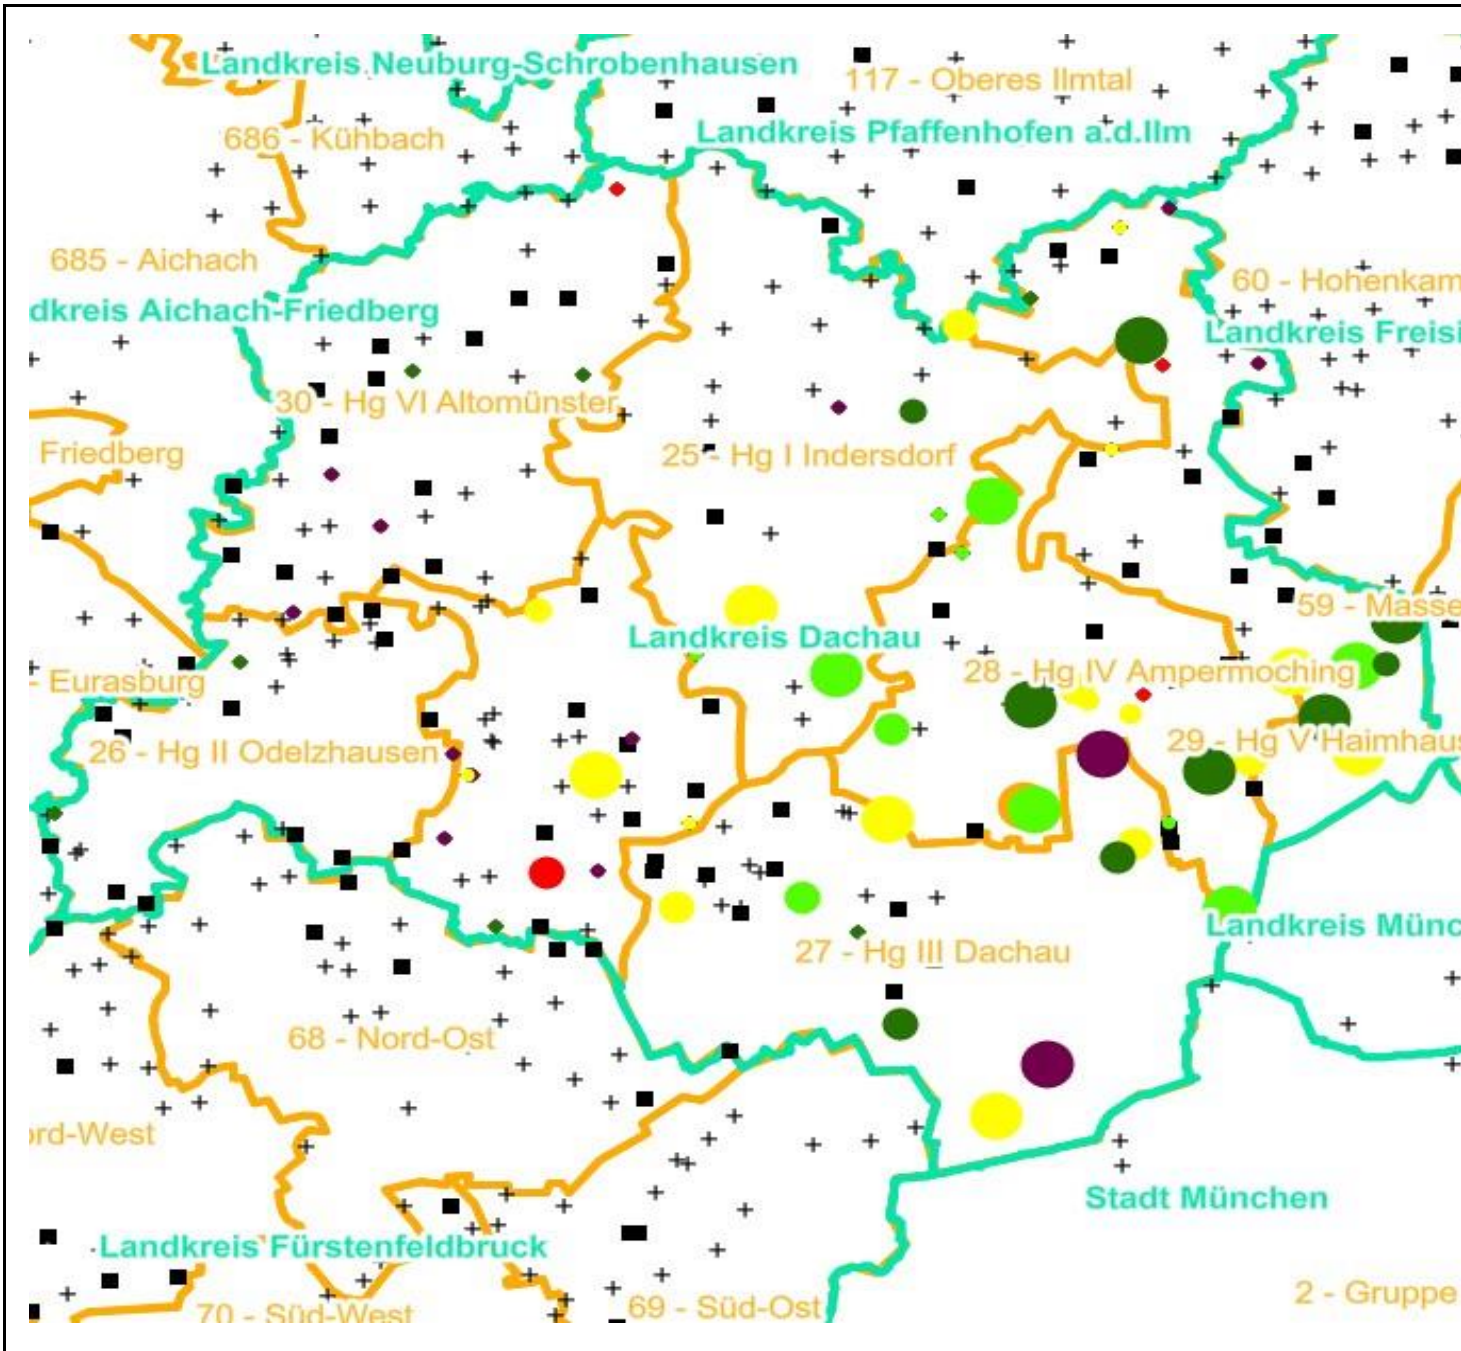 Landkreis Neuburg-Schrobenhausen
117 - Oberes Ilmtal
686 - Kühbach
Landkreis Pfaffenhofen a.d.Ilm
685 - Aichach
60 - Hohenkam
dkreis Aichach-Friedberg
Landkreis Freisi
30 - Hg VI Altomünster
Friedberg
25 - Hg I Indersdorf
59 - Masse
Landkreis Dachau
- Eurasburg
28 - Hg IV Ampermoching
26 - Hg II Odelzhausen
29 - Hg V Haimhaus
Landkreis Münc
27 - Hg III Dachau
68 - Nord-Ost
ord-West
Stadt München
Landkreis Fürstenfeldbruck
2 - Gruppe
69 - Süd-Ost
70 - Süd-West